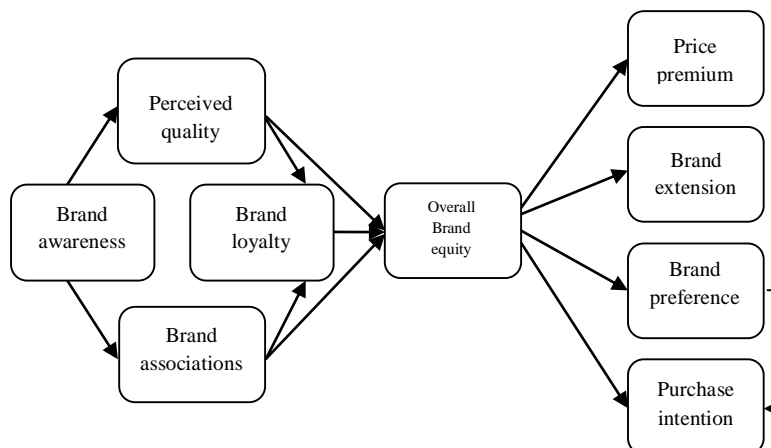 Price
premium
Perceived
quality
Brand
extension
Brand
awareness
Brand
loyalty
Overall
Brand
equity
Brand
preference
Brand
associations
Purchase
intention